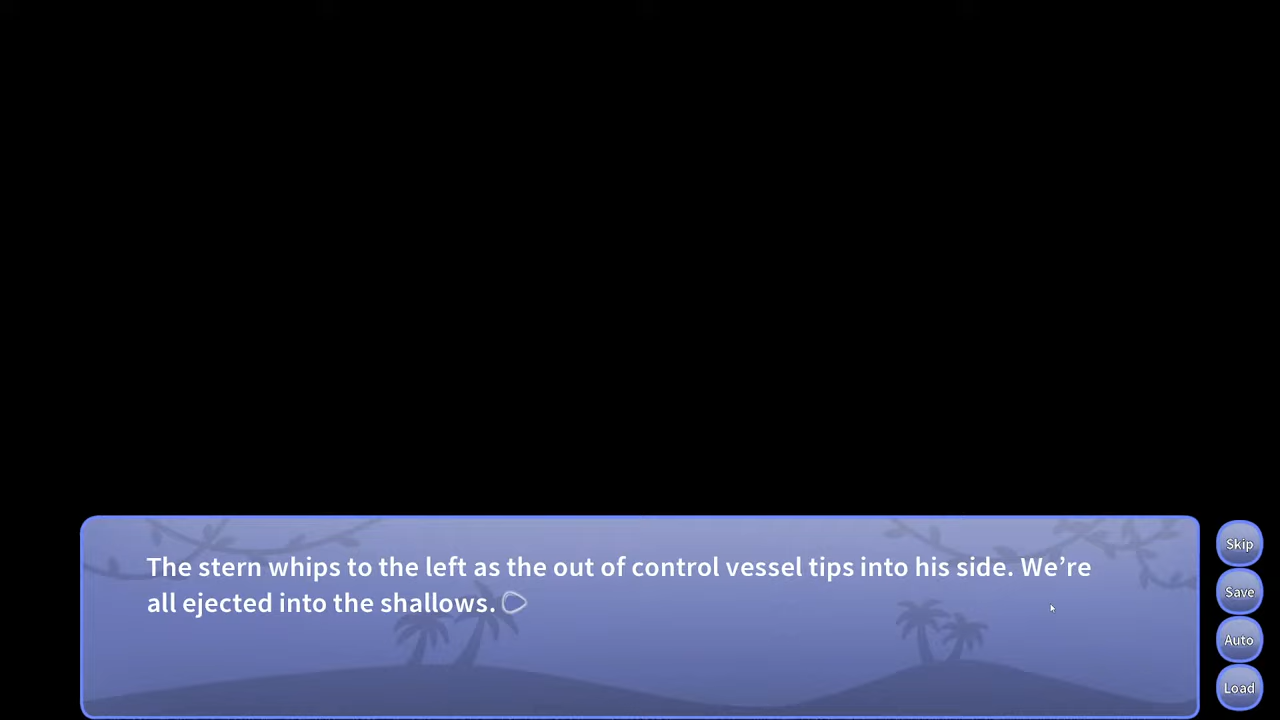 The stern whips to the left as the out of control vessel tips into his side. We’re
all ejected into the shallows.
Skip
Save
Auto
Load